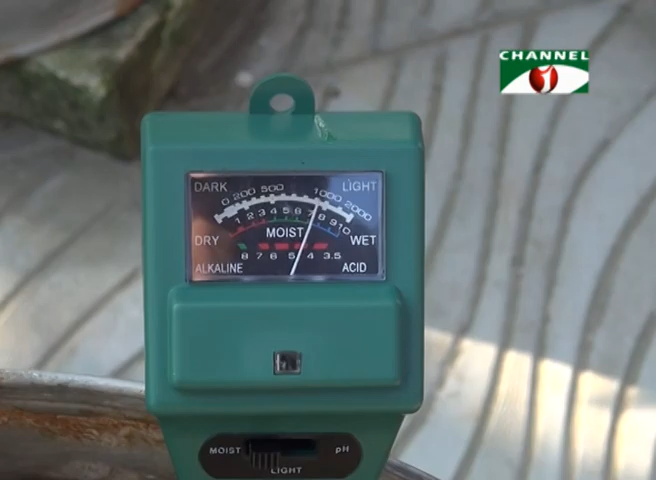 CHANNEL
1
DARK LIGHT
0 200 500 1000 2000
1 2 3 4 5 6 7 8 9 10
DRY MOIST WET
8 7 6 5 4 3.5
ALKALINE ACID
MOIST pH
LIGHT